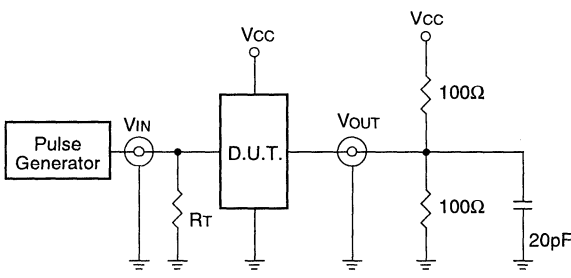 VCC
VCC
100Ω
VIN
VOUT
Pulse
Generator
D.U.T.
RT
100Ω
20pF